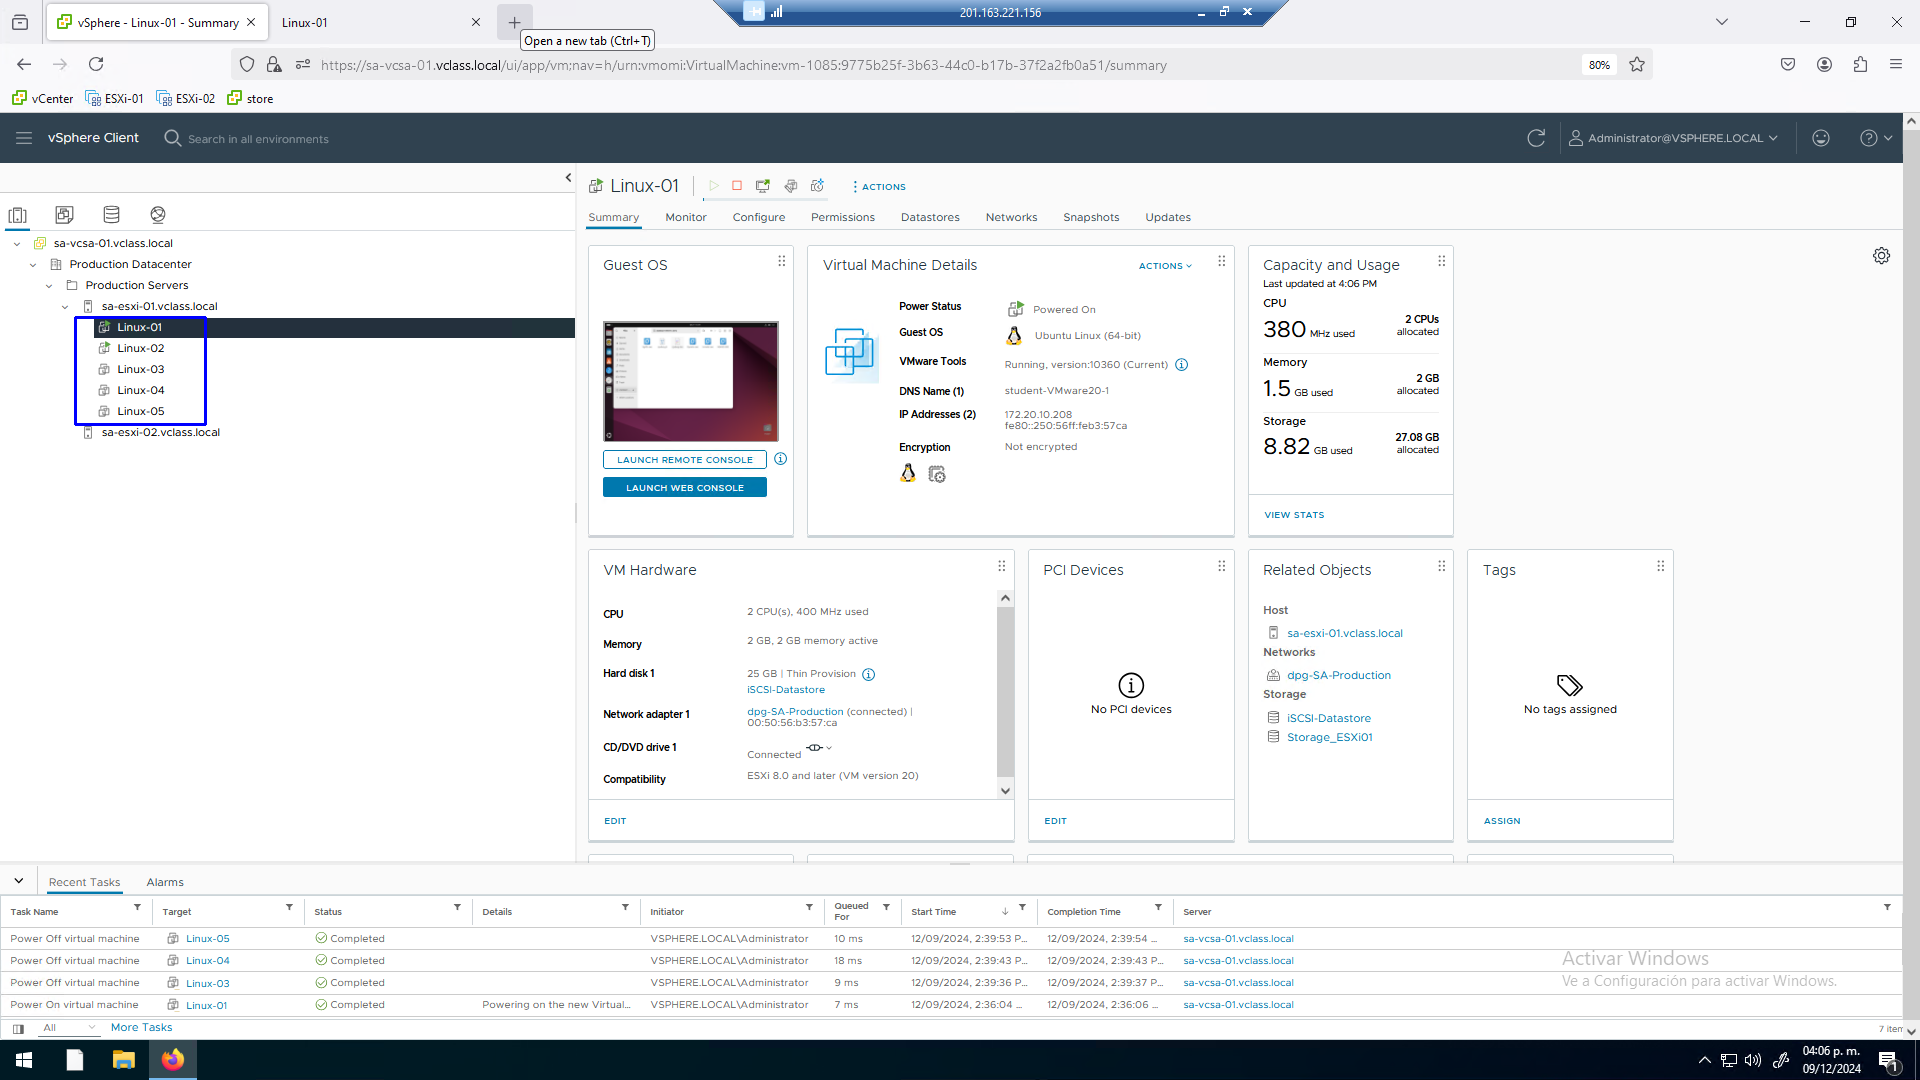 vSphere - Linux-01 - Summary
Linux-01
201.163.221.156
Open a new tab (Ctrl+T)
https://sa-vcsa-01.vclass.local/ui/app/vm;nav=h/urn:vmomi:VirtualMachine:vm-1085:9775b25f-3b63-44c0-b17b-37f2a2fb0a51/summary
80%
vCenter
ESXi-01
ESXi-02
store
vSphere Client
Search in all environments
Administrator@VSPHERE.LOCAL
sa-vcsa-01.vclass.local
Production Datacenter
Production Servers
sa-esxi-01.vclass.local
Linux-01
Linux-02
Linux-03
Linux-04
Linux-05
sa-esxi-02.vclass.local
Linux-01
ACTIONS
Summary
Monitor
Configure
Permissions
Datastores
Networks
Snapshots
Updates
Guest OS
LAUNCH REMOTE CONSOLE
LAUNCH WEB CONSOLE
Virtual Machine Details
ACTIONS
Power Status
Powered On
Guest OS
Ubuntu Linux (64-bit)
VMware Tools
Running, version:10360 (Current)
DNS Name (1)
student-VMware20-1
IP Addresses (2)
172.20.10.208
fe80::250:56ff:feb3:57ca
Encryption
Not encrypted
Capacity and Usage
Last updated at 4:06 PM
CPU
380 MHz used
2 CPUs
allocated
Memory
1.5 GB used
2 GB
allocated
Storage
8.82 GB used
27.08 GB
allocated
VIEW STATS
VM Hardware
CPU
2 CPU(s), 400 MHz used
Memory
2 GB, 2 GB memory active
Hard disk 1
25 GB | Thin Provision
iSCSI-Datastore
Network adapter 1
dpg-SA-Production (connected) |
00:50:56:b3:57:ca
CD/DVD drive 1
Connected
Compatibility
ESXi 8.0 and later (VM version 20)
EDIT
PCI Devices
No PCI devices
EDIT
Related Objects
Host
sa-esxi-01.vclass.local
Networks
dpg-SA-Production
Storage
iSCSI-Datastore
Storage_ESXi01
Tags
No tags assigned
ASSIGN
Recent Tasks
Alarms
Task Name
Target
Status
Details
Initiator
Queued
For
Start Time
Completion Time
Server
Power Off virtual machine
Linux-05
Completed
VSPHERE.LOCAL\Administrator
10 ms
12/09/2024, 2:39:53 P...
12/09/2024, 2:39:54 ...
sa-vcsa-01.vclass.local
Power Off virtual machine
Linux-04
Completed
VSPHERE.LOCAL\Administrator
18 ms
12/09/2024, 2:39:43 P...
12/09/2024, 2:39:43 P...
sa-vcsa-01.vclass.local
Power Off virtual machine
Linux-03
Completed
VSPHERE.LOCAL\Administrator
9 ms
12/09/2024, 2:39:36 P...
12/09/2024, 2:39:37 P...
sa-vcsa-01.vclass.local
Power On virtual machine
Linux-01
Completed
Powering on the new Virtual...
VSPHERE.LOCAL\Administrator
7 ms
12/09/2024, 2:36:04 ...
12/09/2024, 2:36:06 ...
sa-vcsa-01.vclass.local
Activar Windows
Ve a Configuración para activar Windows.
All
More Tasks
7 item
04:06 p. m.
09/12/2024
1